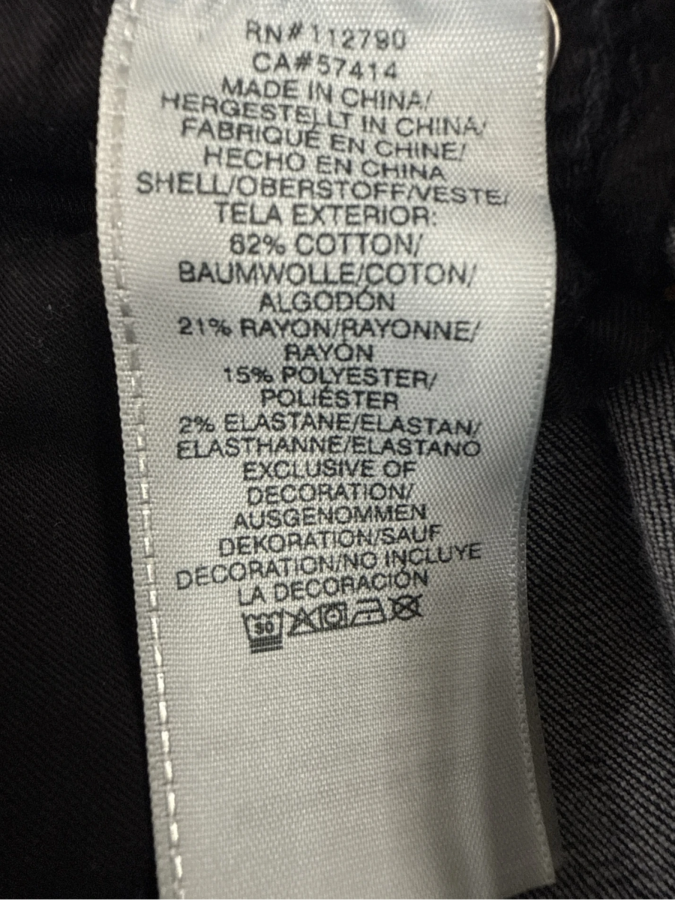 RN#112790
CA#57414
MADE IN CHINA/
HERGESTELLT IN CHINA/
FABRIQUÉ EN CHINE/
HECHO EN CHINA
SHELL/OBERSTOFF/VESTE/
TELA EXTERIOR:
62% COTTON/
BAUMWOLLE/COTON/
ALGODÓN
21% RAYON/RAYONNE/
RAYÓN
15% POLYESTER/
POLIÉSTER
2% ELASTANE/ELASTAN/
ELASTHANNE/ELASTANO
EXCLUSIVE OF
DECORATION/
AUSGENOMMEN
DEKORATION/SAUF
DÉCORATION/NO INCLUYE
LA DECORACIÓN
30